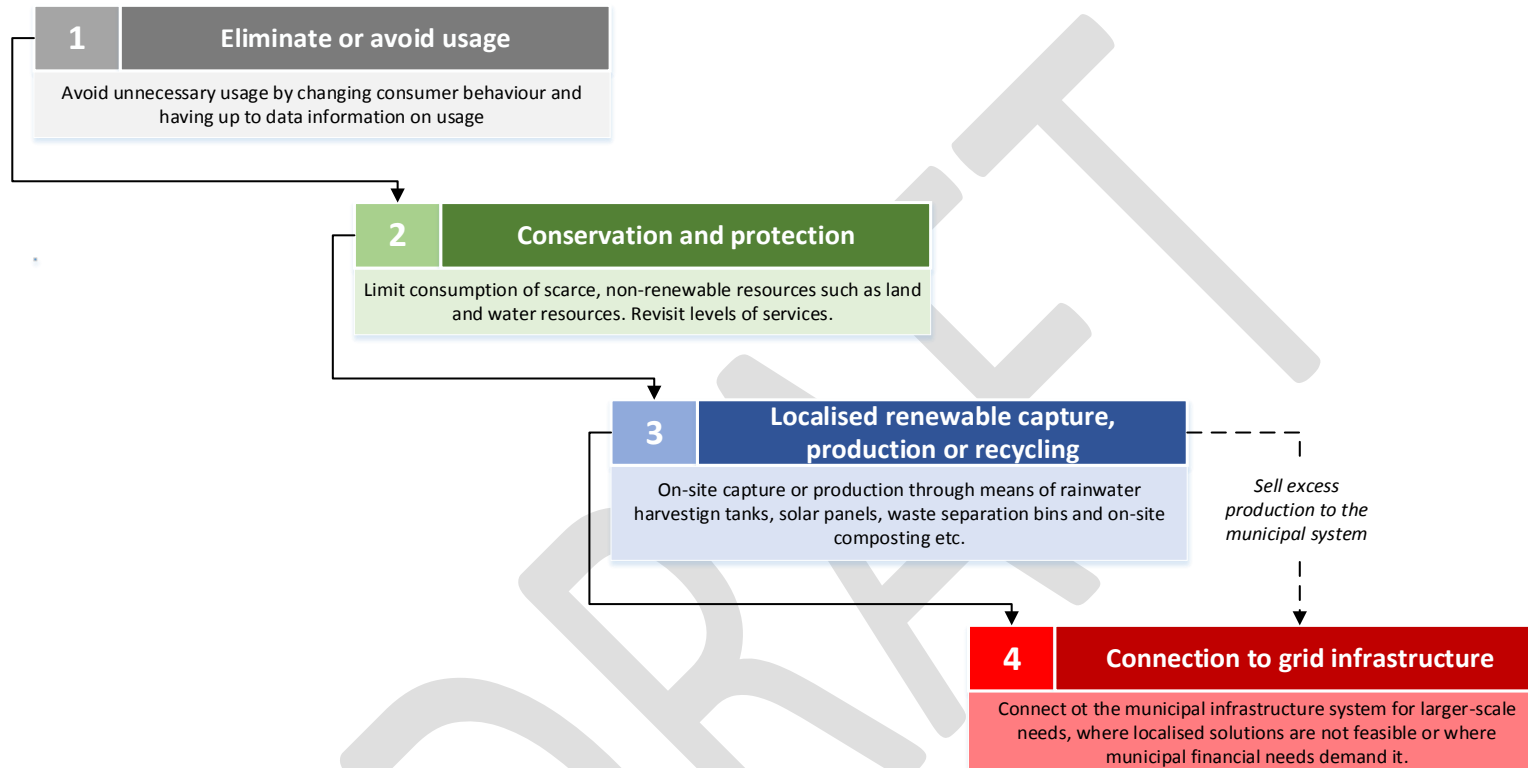 1
Eliminate or avoid usage
Avoid unnecessary usage by changing consumer behaviour and
having up to data information on usage
2
Conservation and protection
Limit consumption of scarce, non-renewable resources such as land
and water resources. Revisit levels of services.
3
Localised renewable capture,
production or recycling
On-site capture or production through means of rainwater
harvestign tanks, solar panels, waste separation bins and on-site
composting etc.
Sell excess
production to the
municipal system
4
Connection to grid infrastructure
Connect ot the municipal infrastructure system for larger-scale
needs, where localised solutions are not feasible or where
municipal financial needs demand it.
DRAFT